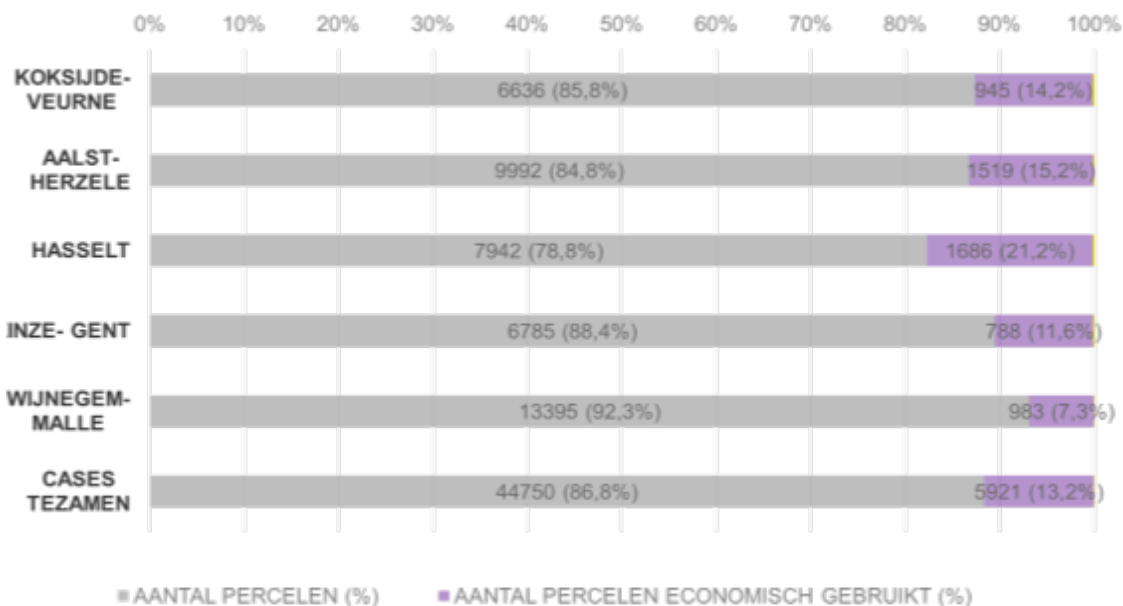 0% 10% 20% 30% 40% 50% 60% 70% 80% 90% 100%
KOKSIJDE-
VEURNE
6636 (85,8%) 945 (14,2%)
AALST-
HERZELE
9992 (84,8%) 1519 (15,2%)
HASSELT
7942 (78,8%) 1686 (21,2%)
INZE- GENT
6785 (88,4%) 788 (11,6%)
WIJNEGEM-
MALLE
13395 (92,3%) 983 (7,3%)
CASES
TEZAMEN
44750 (86,8%) 5921 (13,2%)
AANTAL PERCELEN (%) AANTAL PERCELEN ECONOMISCH GEBRUIKT (%)